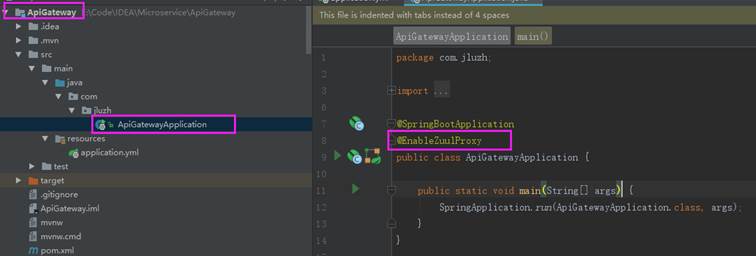 ApiGateway :\Code\IDEA\Microservice\ApiGateway
.idea
.mvn
src
main
java
com
jluzh
ApiGatewayApplication
resources
application.yml
test
target
.gitignore
ApiGateway.iml
mvnw
mvnw.cmd
pom.xml
This file is indented with tabs instead of 4 spaces
ApiGatewayApplication main()
1 package com.jluzh;
2
3 import ...
6
7 @SpringBootApplication
8 @EnableZuulProxy
9 public class ApiGatewayApplication {
10
11 public static void main(String[] args) {
12 SpringApplication.run(ApiGatewayApplication.class, args);
13 }
14 }